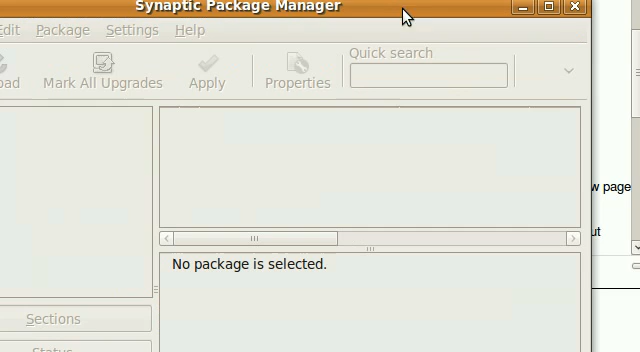 Synaptic Package Manager
Edit Package Settings Help
Mark All Upgrades Apply Properties
Quick search
w page
ut
No package is selected.
Sections
Status